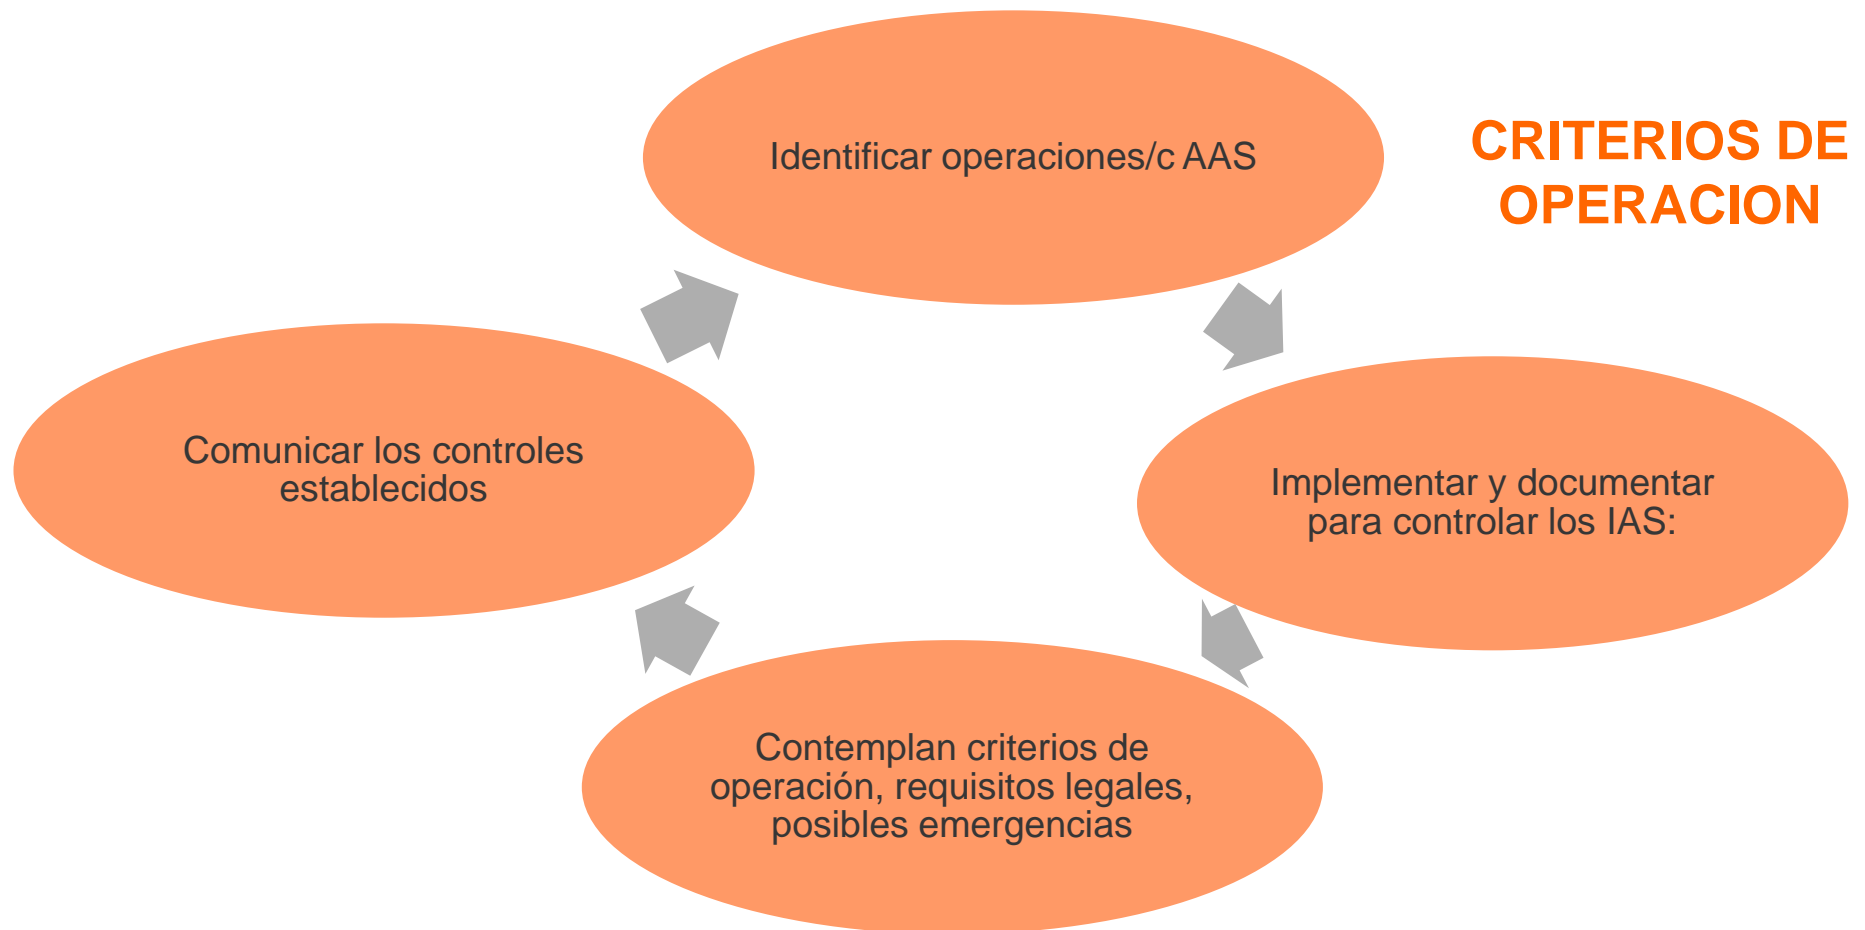 CRITERIOS DE
OPERACION
Identificar operaciones/c AAS
Implementar y documentar
para controlar los IAS:
Contemplan criterios de
operación, requisitos legales,
posibles emergencias
Comunicar los controles
establecidos